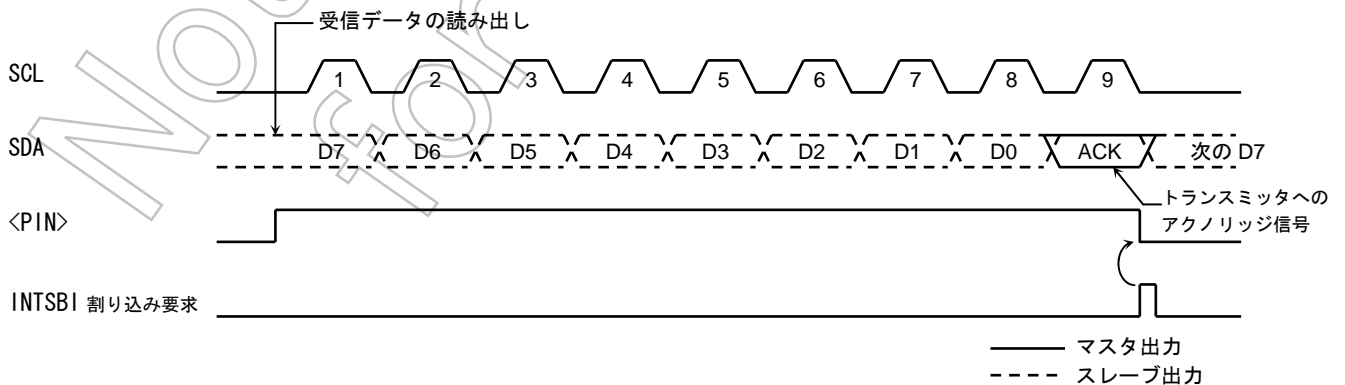 受信データの読み出し
SCL
1 2 3 4 5 6 7 8 9
SDA
D7 D6 D5 D4 D3 D2 D1 D0 ACK 次の D7
トランスミッタへの
アクノリッジ信号
<PIN>
INTSBI 割り込み要求
マスタ出力
スレーブ出力